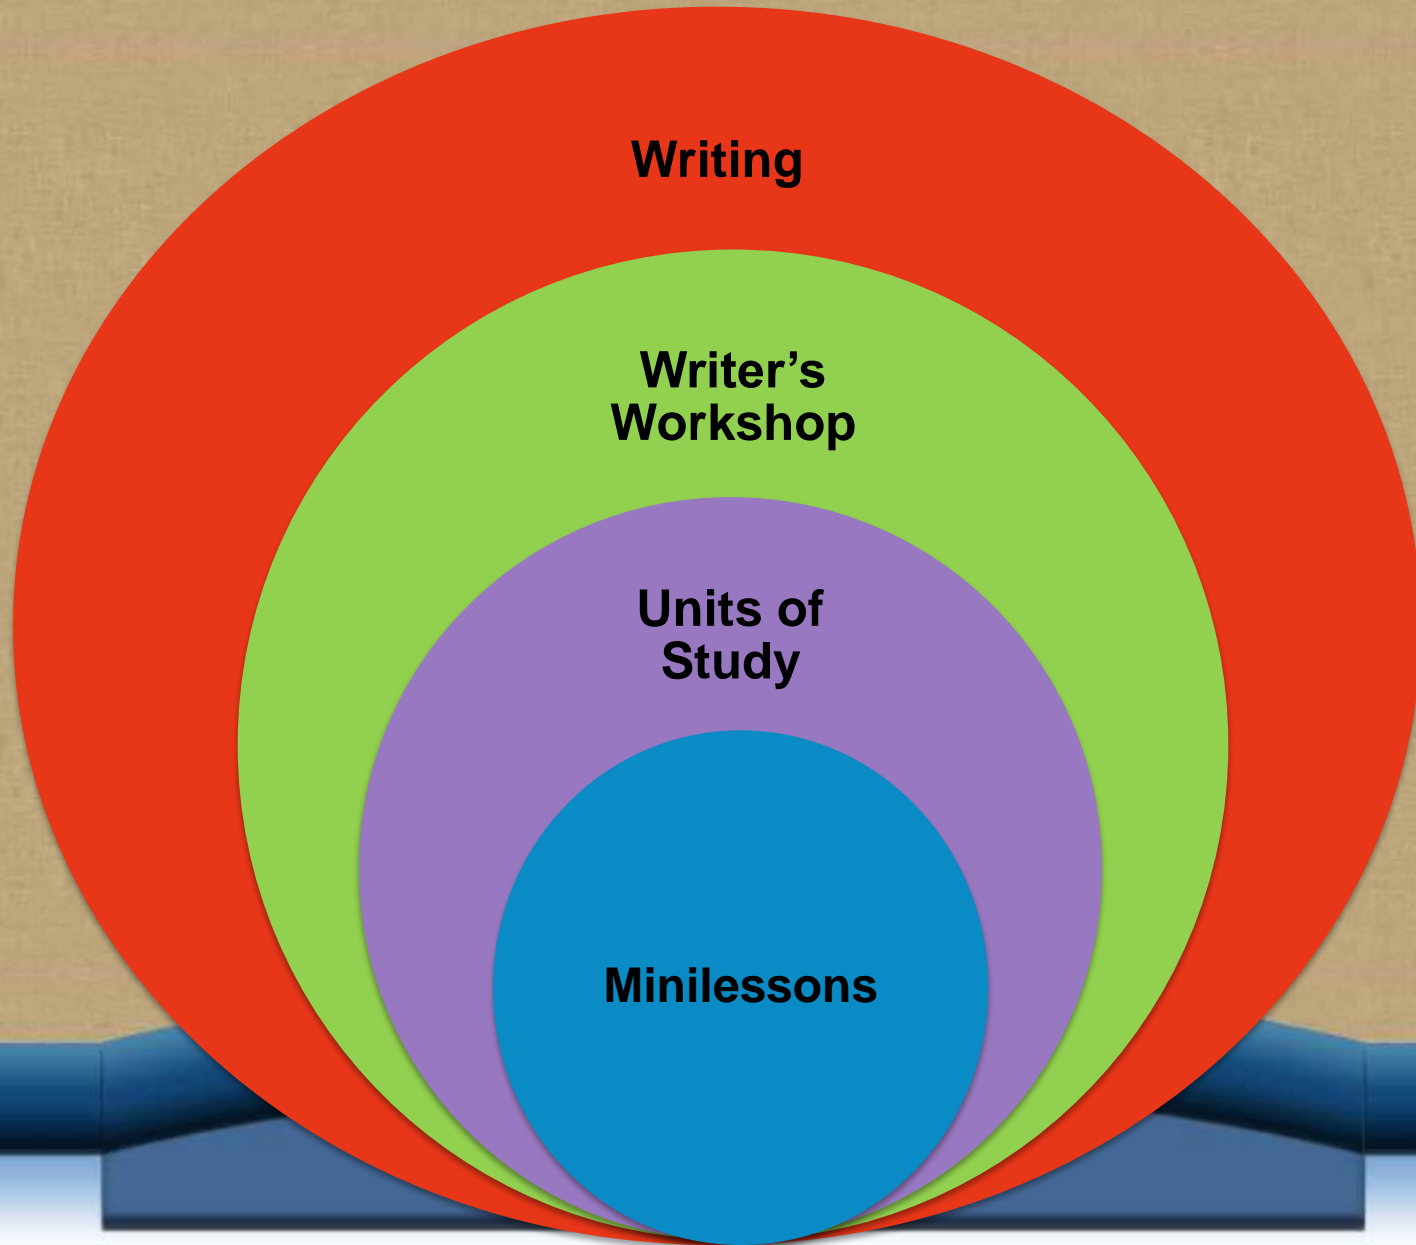 Writing
Writer’s
Workshop
Units of
Study
Minilessons